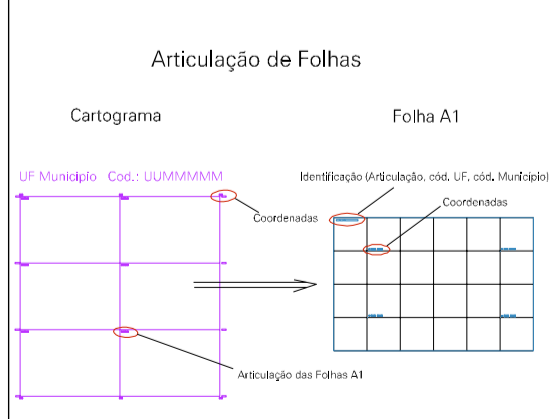 Articulação de Folhas
Cartograma
Folha A1
UF Município Cod.: UUMMMMM
Identificação (Articulação, cód. UF, cód. Município)
Coordenadas
Coordenadas
Articulação das Folhas A1